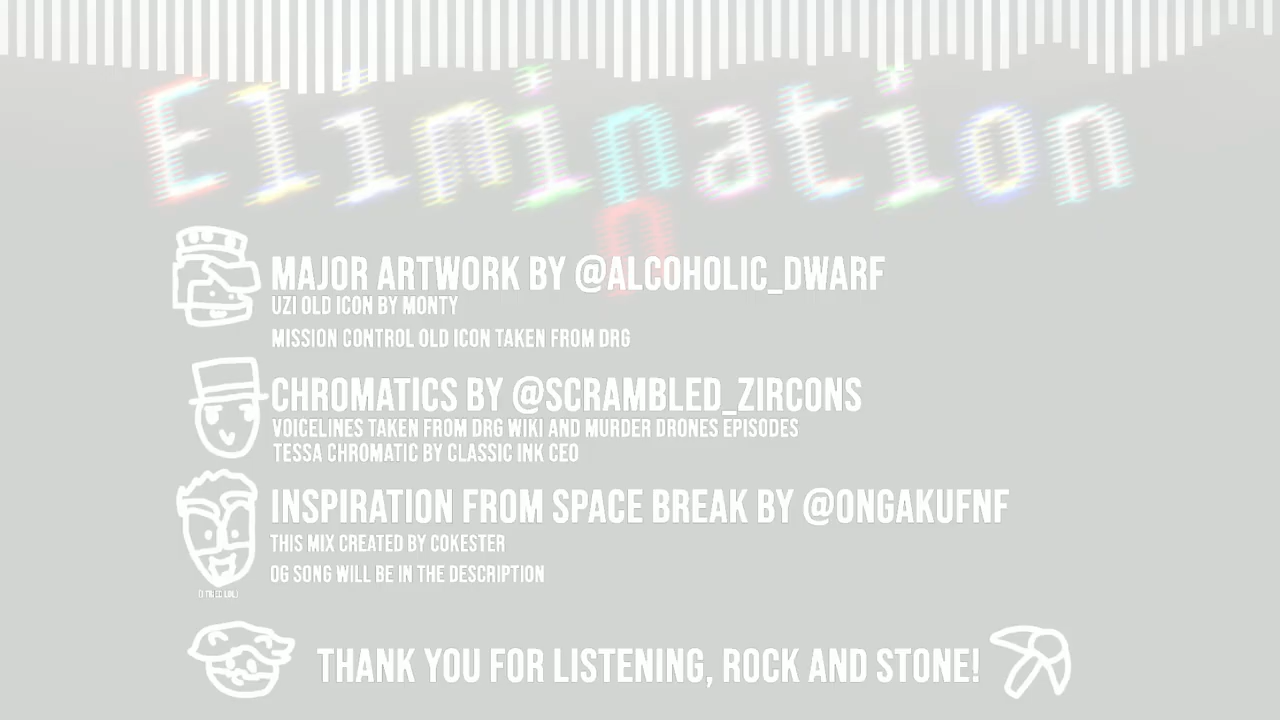 Elimination
n
MAJOR ARTWORK BY @ALCOHOLIC_DWARF
UZI OLD ICON BY MONTY
MISSION CONTROL OLD ICON TAKEN FROM DRG
CHROMATICS BY @SCRAMBLED_ZIRCONS
VOICELINES TAKEN FROM DRG WIKI AND MURDER DRONES EPISODES
TESSA CHROMATIC BY CLASSIC INK CEO
INSPIRATION FROM SPACE BREAK BY @ONGAKUFNF
THIS MIX CREATED BY COKESTER
OG SONG WILL BE IN THE DESCRIPTION
(I TRIED LOL)
THANK YOU FOR LISTENING, ROCK AND STONE!